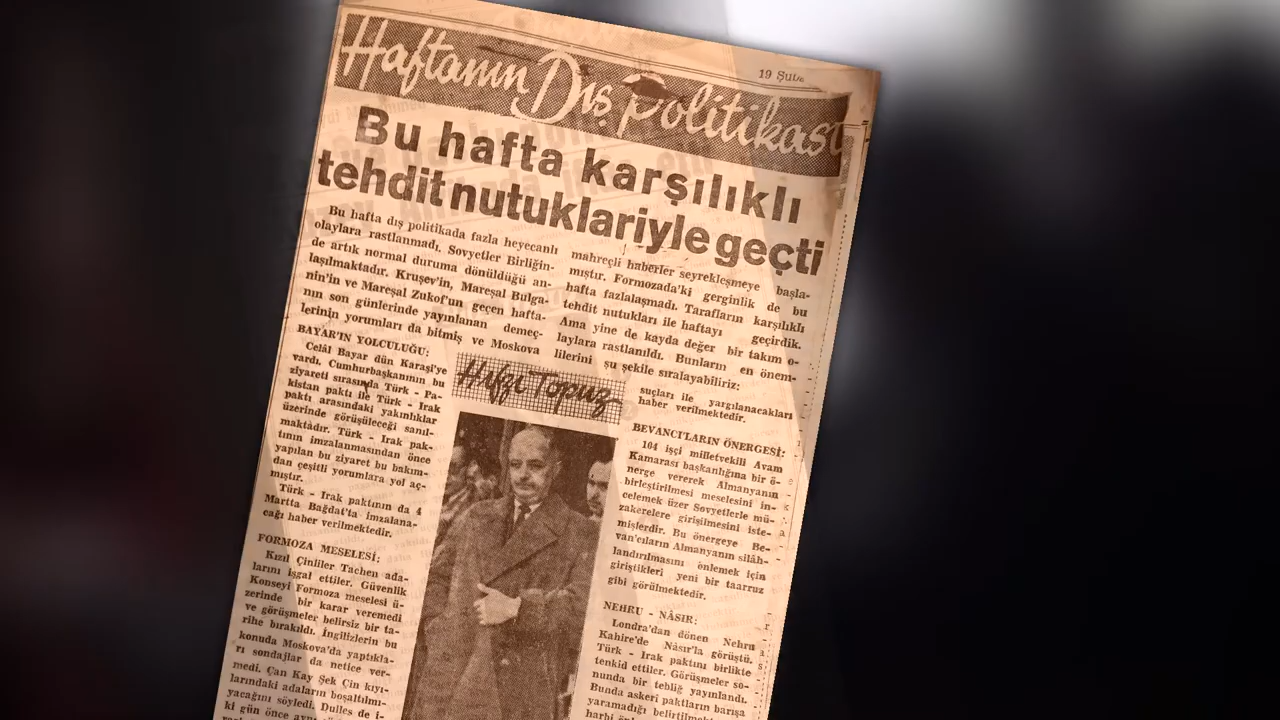 19 Şuba
Haftanın Dış Politikası
Bu hafta karşılıklı
tehdit nutuklariyle geçti
Bu hafta dış politikada fazla heyecanlı
olaylara rastlanmadı. Sovyetler Birliğin-
de artık normal duruma dönüldüğü an-
laşılmaktadır. Kruşev'in, Mareşal Bulga-
nin'in ve Mareşal Zukof'un geçen hafta-
nın son günlerinde yayınlanan demeç-
lerinin yorumları da bitmiş ve Moskova
mahreçli haberler seyrekleşmeye başla-
mıştır. Formozada'ki gerginlik de bu
hafta fazlalaşmadı. Tarafların karşılıklı
tehdit nutukları ile haftayı geçirdik.
Ama yine de kayda değer bir takım o-
laylara rastlanıldı. Bunların en önem-
lilerini şu şekile sıralayabiliriz:
BAYAR'IN YOLCULUĞU:
Celâl Bayar dün Karaşi'ye
vardı. Cumhurbaşkanının bu
ziyareti sırasında Türk - Pa-
kistan paktı ile Türk - Irak
paktı arasındaki yakınlıklar
üzerinde görüşüleceği sanıl-
maktadır. Türk - Irak pak-
tının imzalanmasından önce
yapılan bu ziyaret bu bakım-
dan çeşitli yorumlara yol aç-
mıştır.
Türk - Irak paktının da 4
Martta Bağdat'ta imzalana-
cağı haber verilmektedir.
FORMOZA MESELESİ:
Kızıl Çinliler Tachen ada-
larını işgal ettiler. Güvenlik
Konseyi Formoza meselesi ü-
zerinde bir karar veremedi
ve görüşmeler belirsiz bir ta-
rihe bırakıldı. İngilizlerin bu
konuda Moskova'da yaptıkla-
rı sondajlar da netice ver-
medi. Çan Kay Şek Çin kıyı-
larındaki adaların boşaltılmı-
yacağını söyledi. Dulles de i-
ki gün önce aynı
Hıfzı Topuz
suçları ile yargılanacakları
haber verilmektedir.
BEVANCI'LARIN ÖNERGESİ:
104 işçi milletvekili Avam
Kamarası başkanlığına bir ö-
nerge vererek Almanyanın
birleştirilmesi meselesini in-
celemek üzer Sovyetlerle mü-
zakerelere girişilmesini iste-
mişlerdir. Bu önergeye Be-
van'cıların Almanyanın silâh-
landırılmasını önlemek için
giriştikleri yeni bir taarruz
gibi görülmektedir.
NEHRU - NÂSIR:
Londra'dan dönen Nehru
Kahire'de Nâsır'la görüştü.
Türk - Irak paktını birlikte
tenkid ettiler. Görüşmeler so-
nunda bir tebliğ yayınlandı.
Bunda askeri paktların barışa
yaramadığı